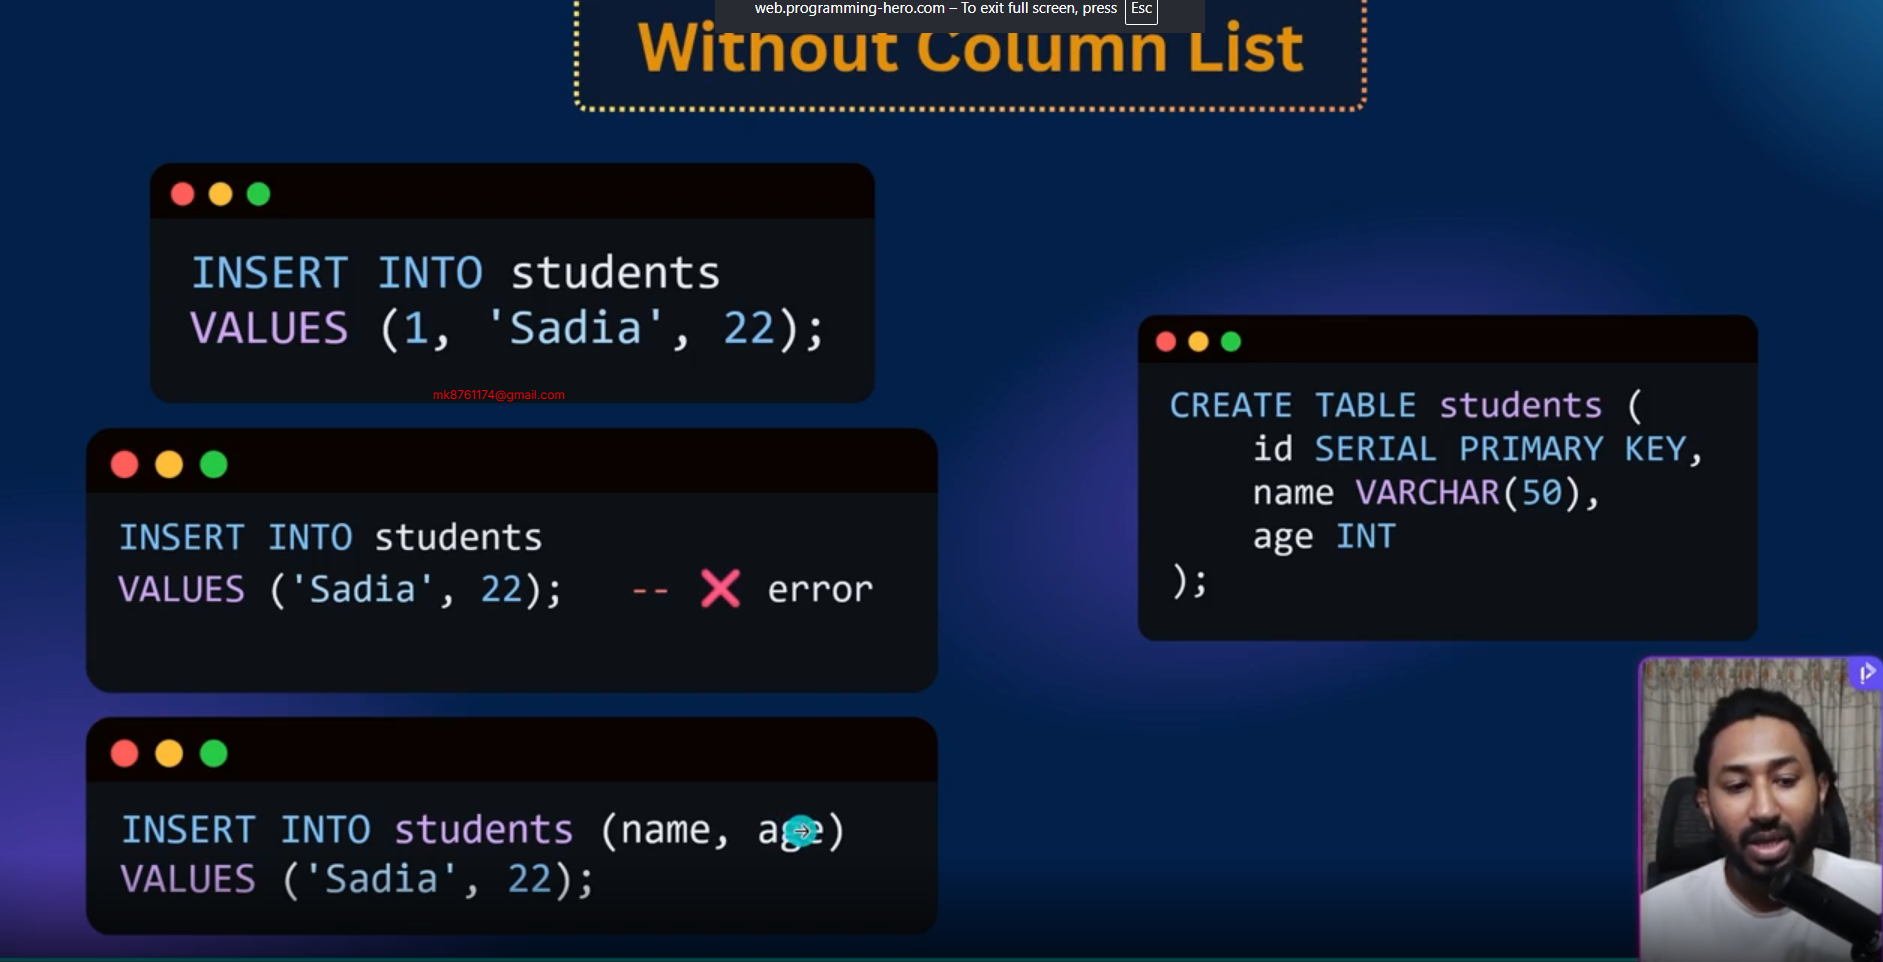 web.programming-hero.com – To exit full screen, press Esc
Without Column List
INSERT INTO students
VALUES (1, 'Sadia', 22);
mk8761174@gmail.com
INSERT INTO students
VALUES ('Sadia', 22); -- ❌ error
INSERT INTO students (name, age)
VALUES ('Sadia', 22);
CREATE TABLE students (
id SERIAL PRIMARY KEY,
name VARCHAR(50),
age INT
);